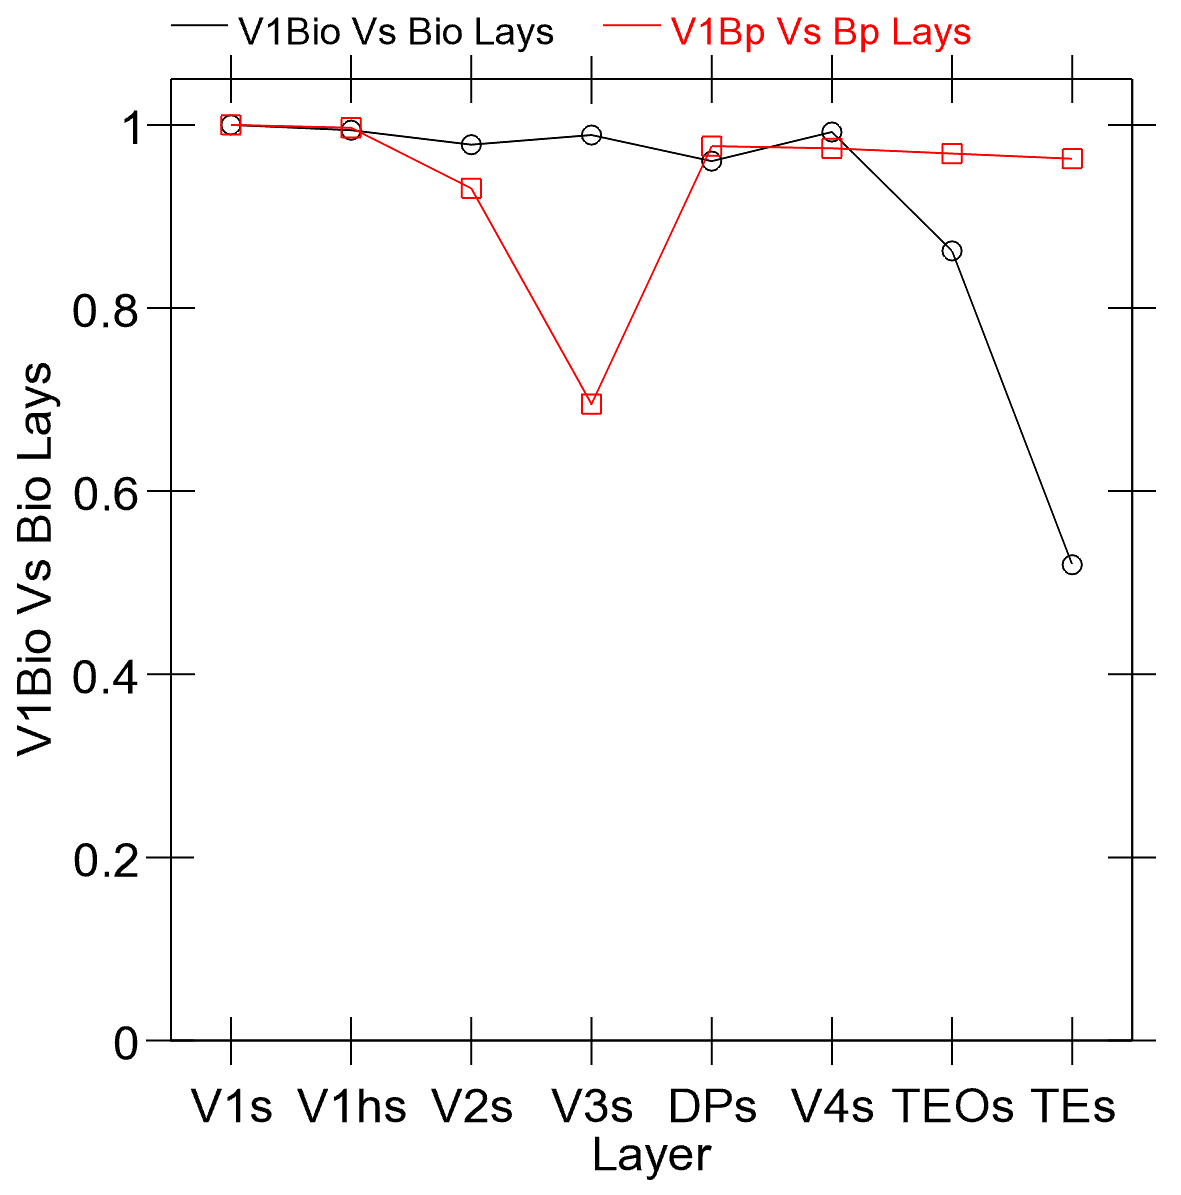 V1Bio Vs Bio Lays V1Bp Vs Bp Lays
1
0.8
0.6
0.4
0.2
0
V1Bio Vs Bio Lays
V1s V1hs V2s V3s DPs V4s TEOs TEs
Layer